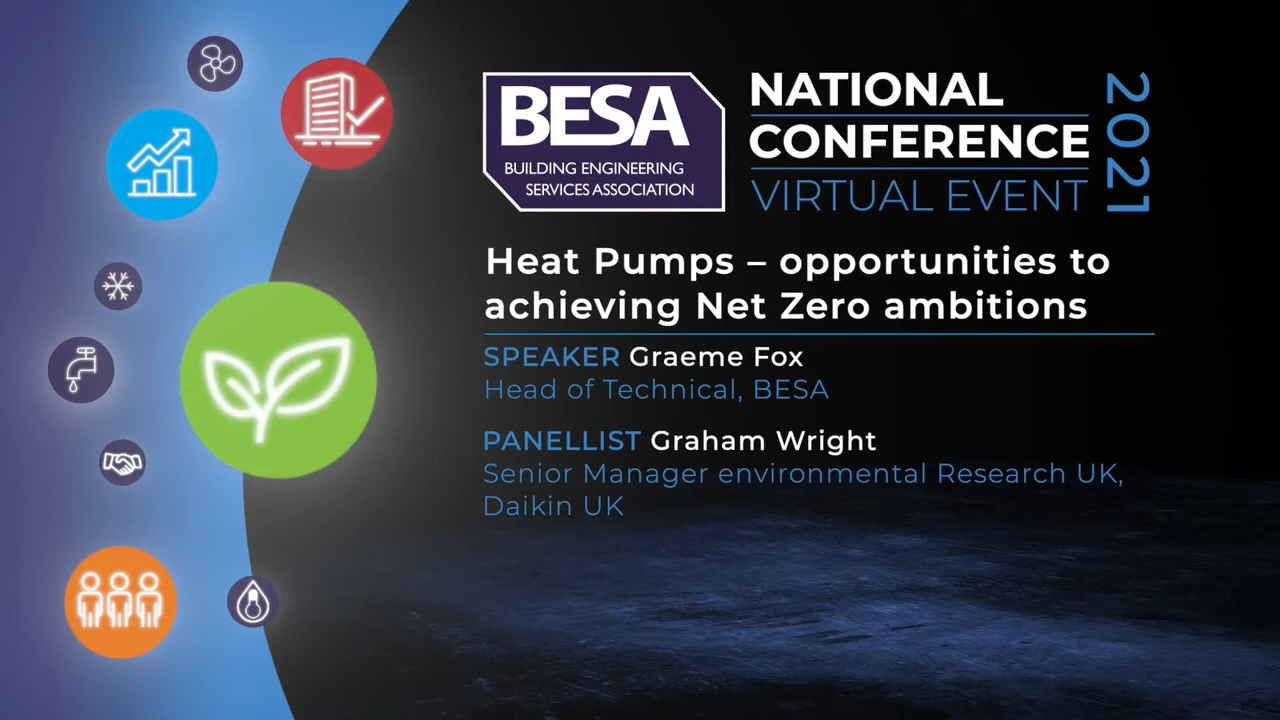 BESA
BUILDING ENGINEERING
SERVICES ASSOCIATION
NATIONAL
CONFERENCE
VIRTUAL EVENT
2021
Heat Pumps – opportunities to
achieving Net Zero ambitions
SPEAKER Graeme Fox
Head of Technical, BESA
PANELLIST Graham Wright
Senior Manager environmental Research UK,
Daikin UK